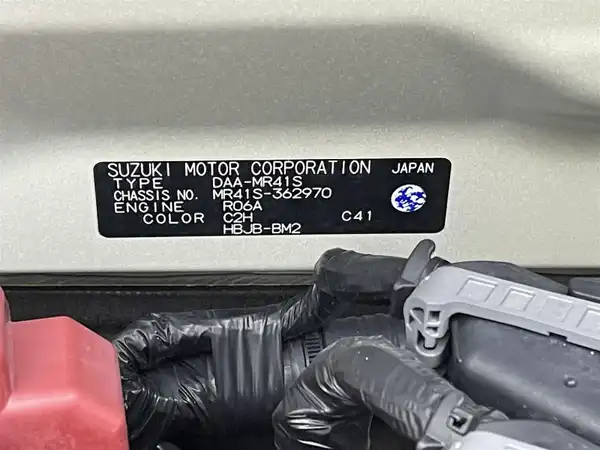 SUZUKI MOTOR CORPORATION JAPAN
TYPE DAA-MR41S
CHASSIS NO. MR41S-362970
ENGINE R06A
COLOR C2H C41
HBJB-BM2